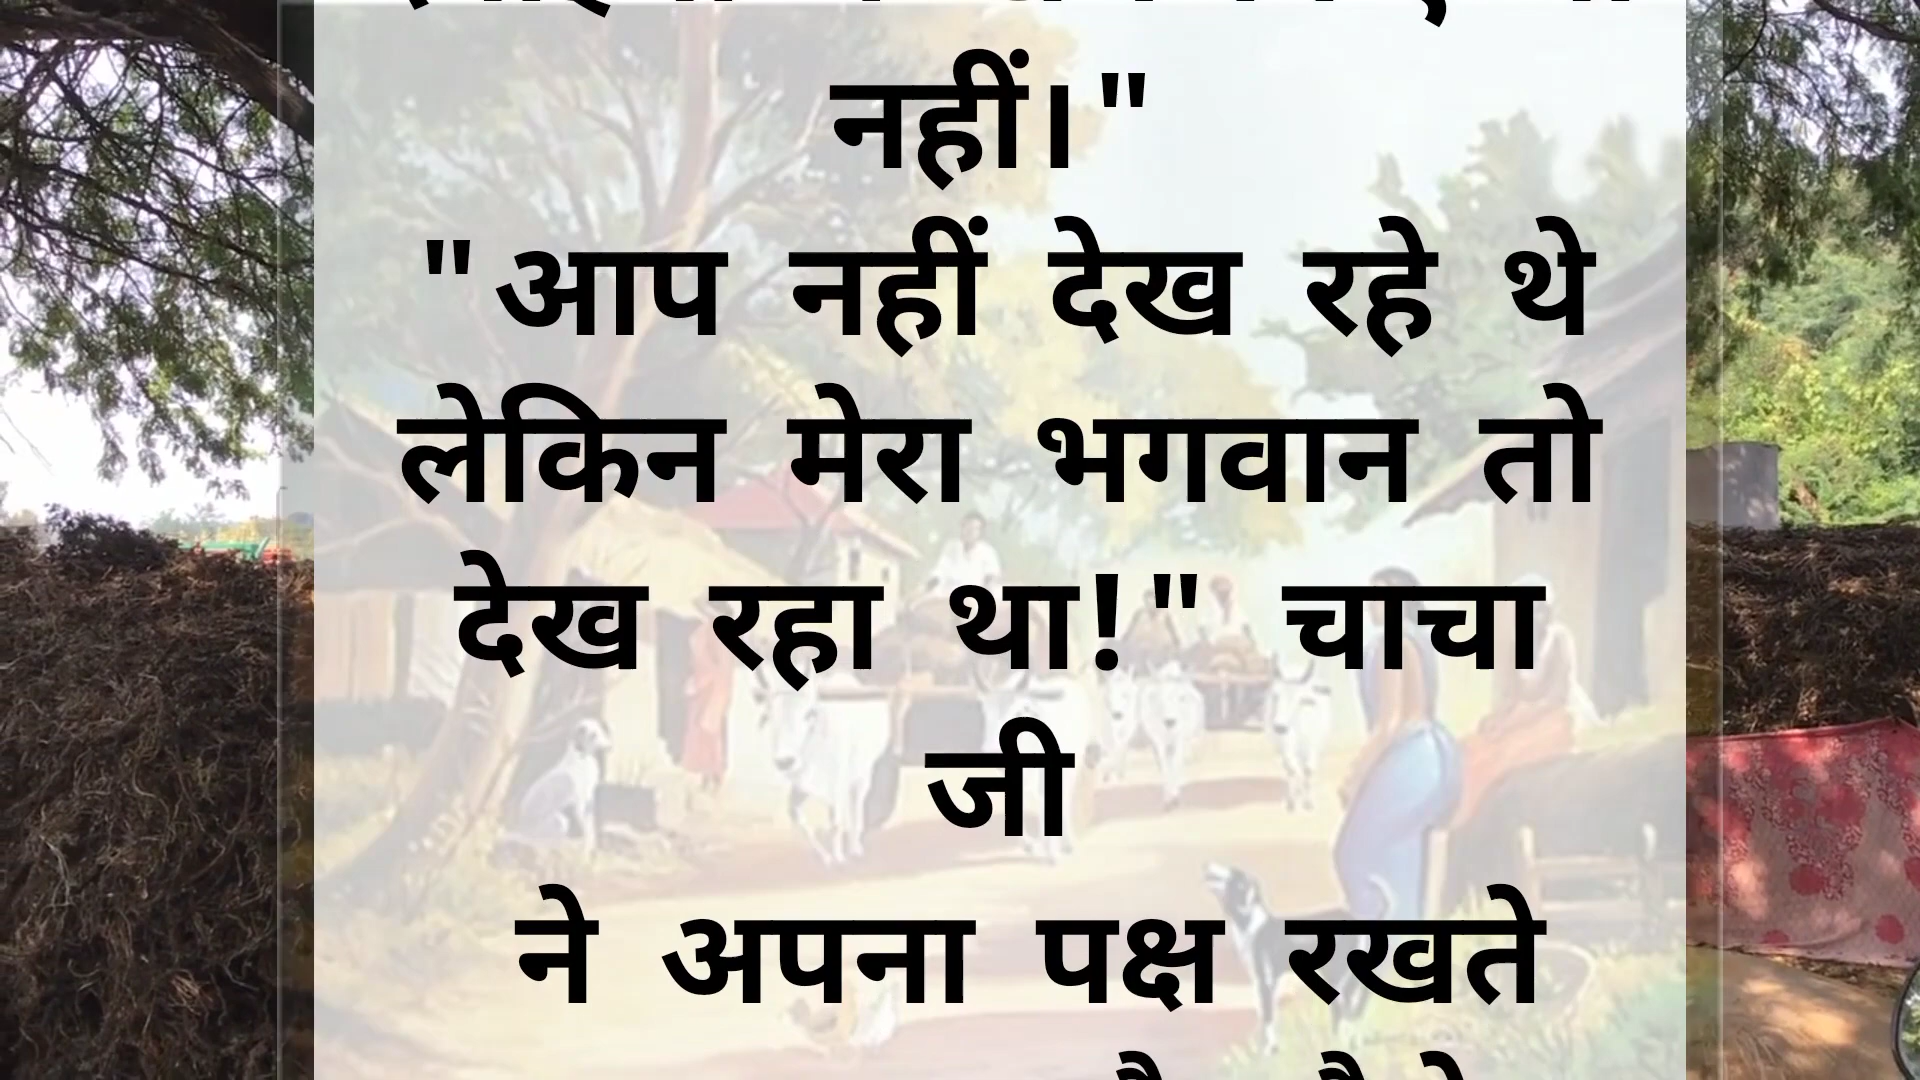 नहीं।"
"आप नहीं देख रहे थे
लेकिन मेरा भगवान तो
देख रहा था!" चाचा
जी
ने अपना पक्ष रखते